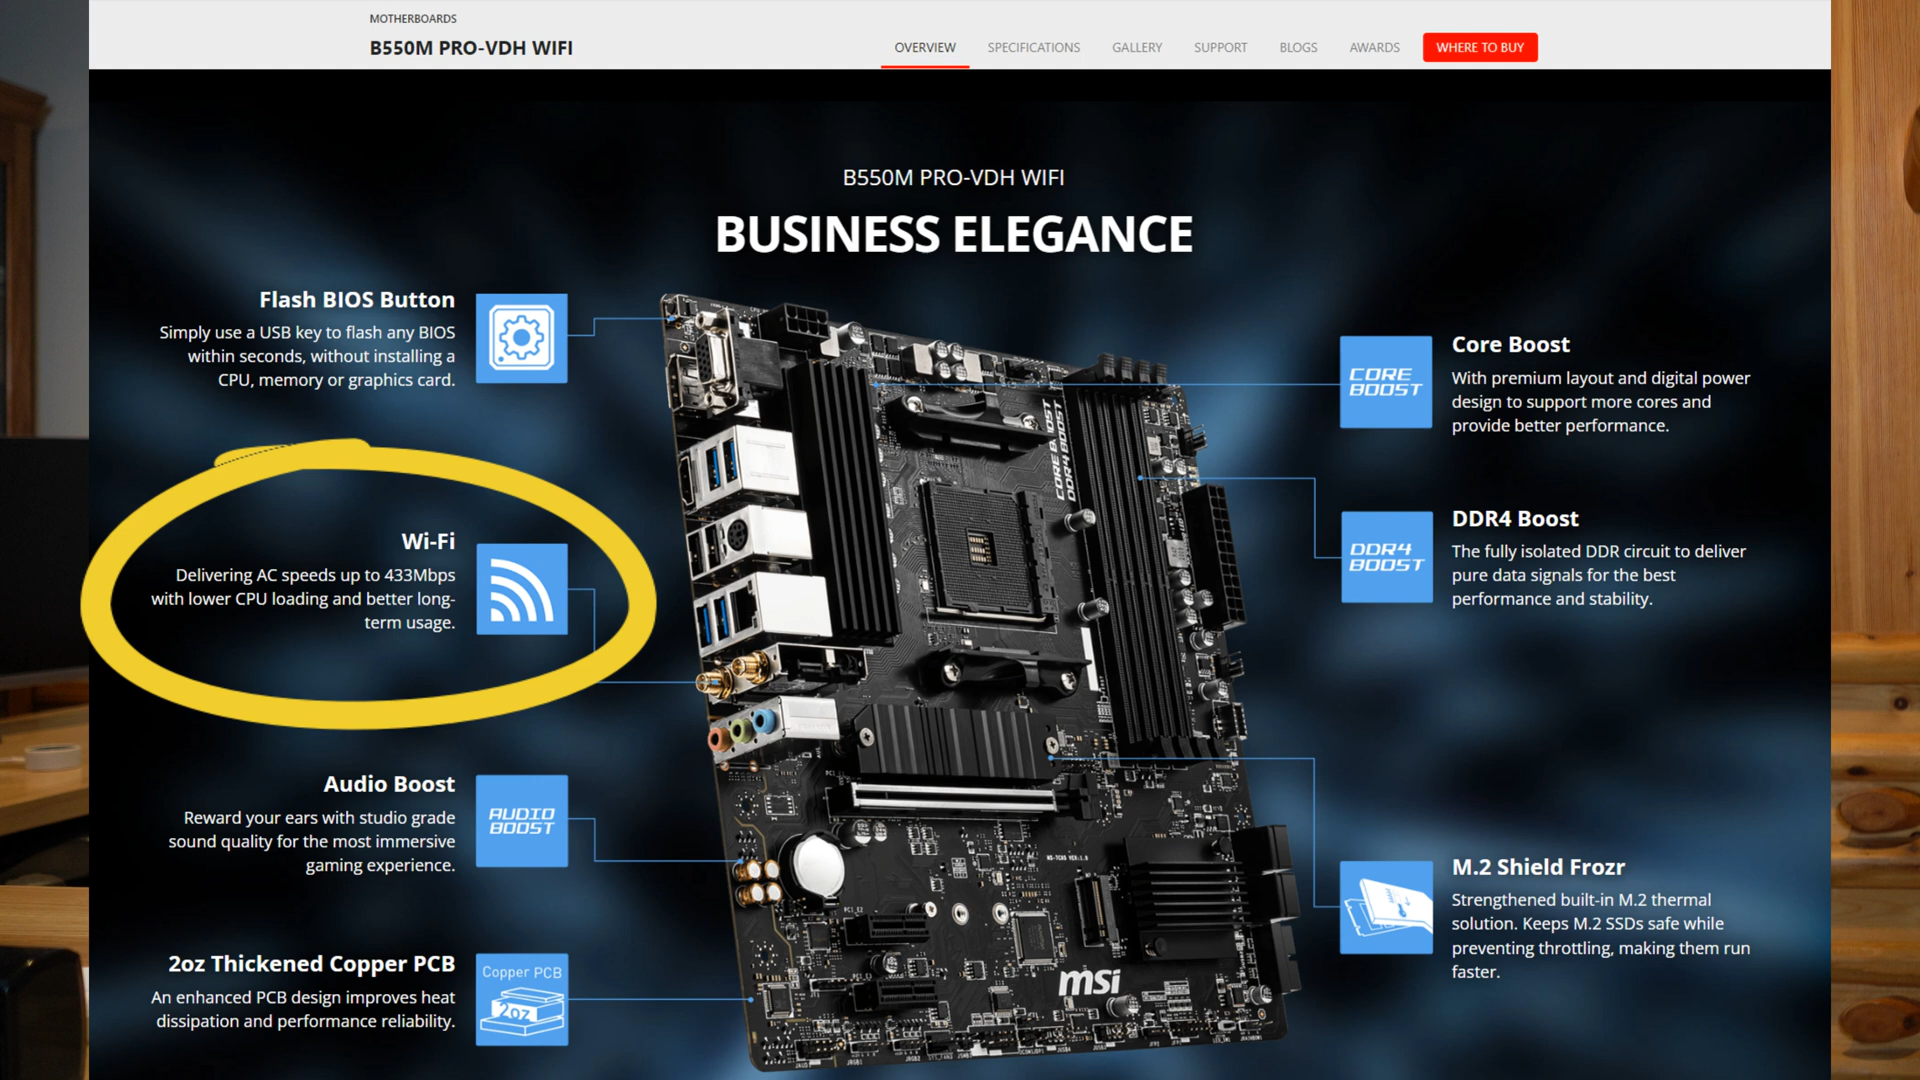 MOTHERBOARDS
B550M PRO-VDH WIFI
OVERVIEW
SPECIFICATIONS
GALLERY
SUPPORT
BLOGS
AWARDS
WHERE TO BUY
B550M PRO-VDH WIFI
BUSINESS ELEGANCE
Flash BIOS Button
Simply use a USB key to flash any BIOS
within seconds, without installing a
CPU, memory or graphics card.
Wi-Fi
Delivering AC speeds up to 433Mbps
with lower CPU loading and better long-
term usage.
Audio Boost
Reward your ears with studio grade
sound quality for the most immersive
gaming experience.
AUDIO
BOOST
2oz Thickened Copper PCB
An enhanced PCB design improves heat
dissipation and performance reliability.
Copper PCB
2oz
CORE BOOST
DDR4 BOOST
PCI_E2
msi
CORE
BOOST
Core Boost
With premium layout and digital power
design to support more cores and
provide better performance.
DDR4
BOOST
DDR4 Boost
The fully isolated DDR circuit to deliver
pure data signals for the best
performance and stability.
M.2 Shield Frozr
Strengthened built-in M.2 thermal
solution. Keeps M.2 SSDs safe while
preventing throttling, making them run
faster.